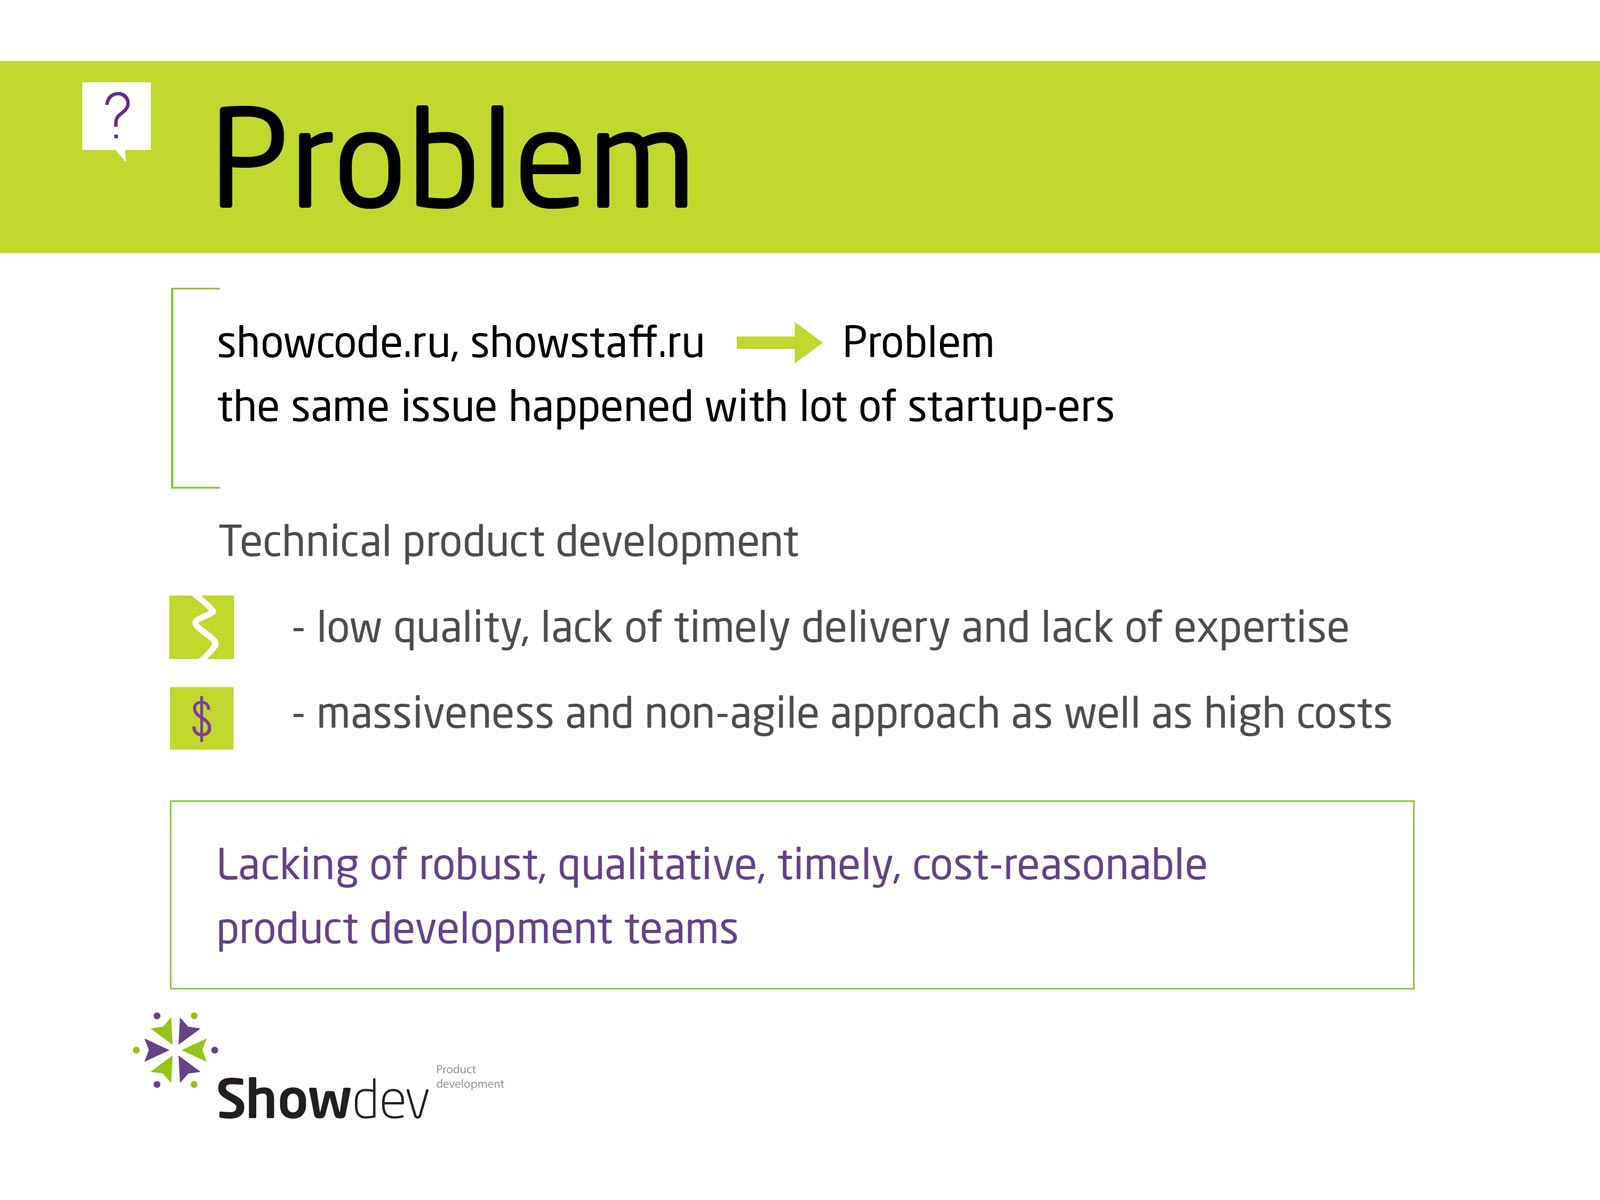 ?
Problem
showcode.ru, showstaff.ru Problem
the same issue happened with lot of startup-ers
Technical product development
- low quality, lack of timely delivery and lack of expertise
$
- massiveness and non-agile approach as well as high costs
Lacking of robust, qualitative, timely, cost-reasonable
product development teams
Showdev
Product
development